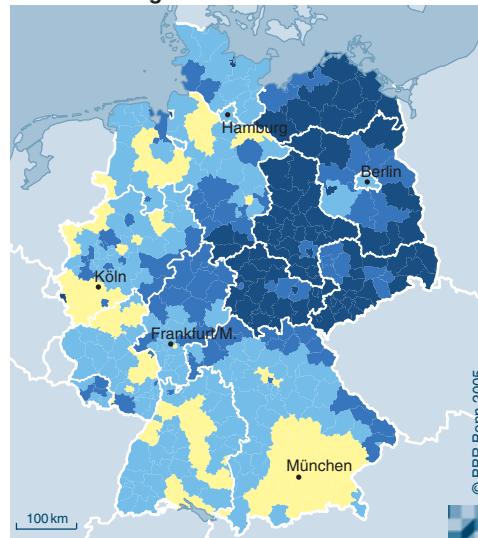 Hamburg
Berlin
Köln
Frankfurt/M.
München
100 km
© BBR Bonn 2005